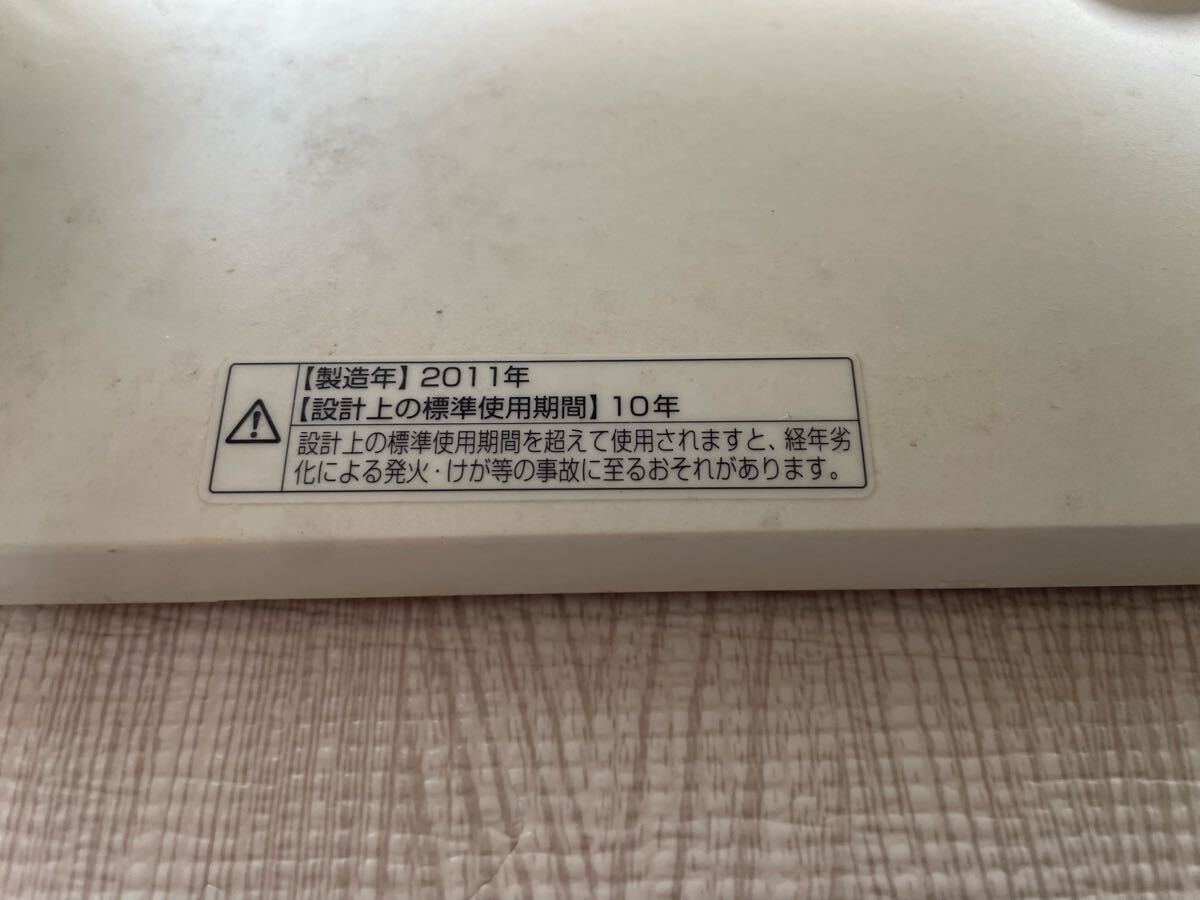 【製造年】2011年
【設計上の標準使用期間】10年
設計上の標準使用期間を超えて使用されますと、経年劣
化による発火・けが等の事故に至るおそれがあります。